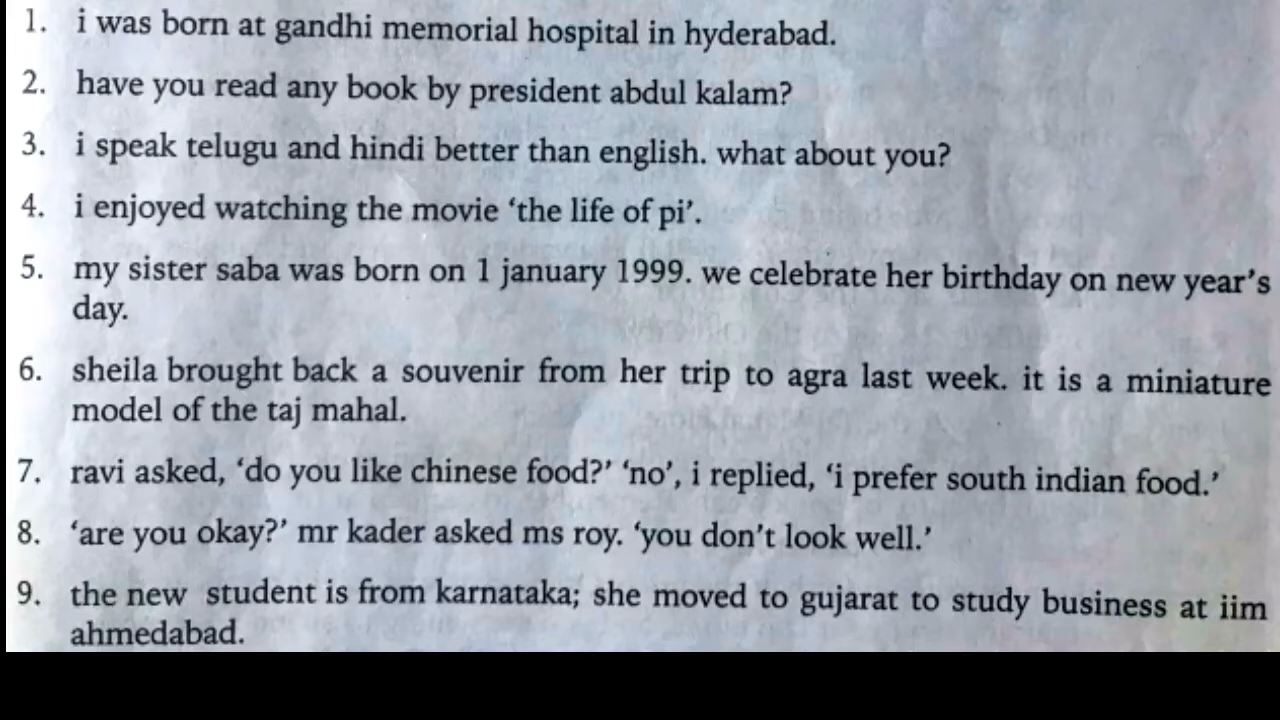 1. i was born at gandhi memorial hospital in hyderabad.
2. have you read any book by president abdul kalam?
3. i speak telugu and hindi better than english. what about you?
4. i enjoyed watching the movie ‘the life of pi’.
5. my sister saba was born on 1 january 1999. we celebrate her birthday on new year’s
day.
6. sheila brought back a souvenir from her trip to agra last week. it is a miniature
model of the taj mahal.
7. ravi asked, ‘do you like chinese food?’ ‘no’, i replied, ‘i prefer south indian food.’
8. ‘are you okay?’ mr kader asked ms roy. ‘you don’t look well.’
9. the new student is from karnataka; she moved to gujarat to study business at iim
ahmedabad.